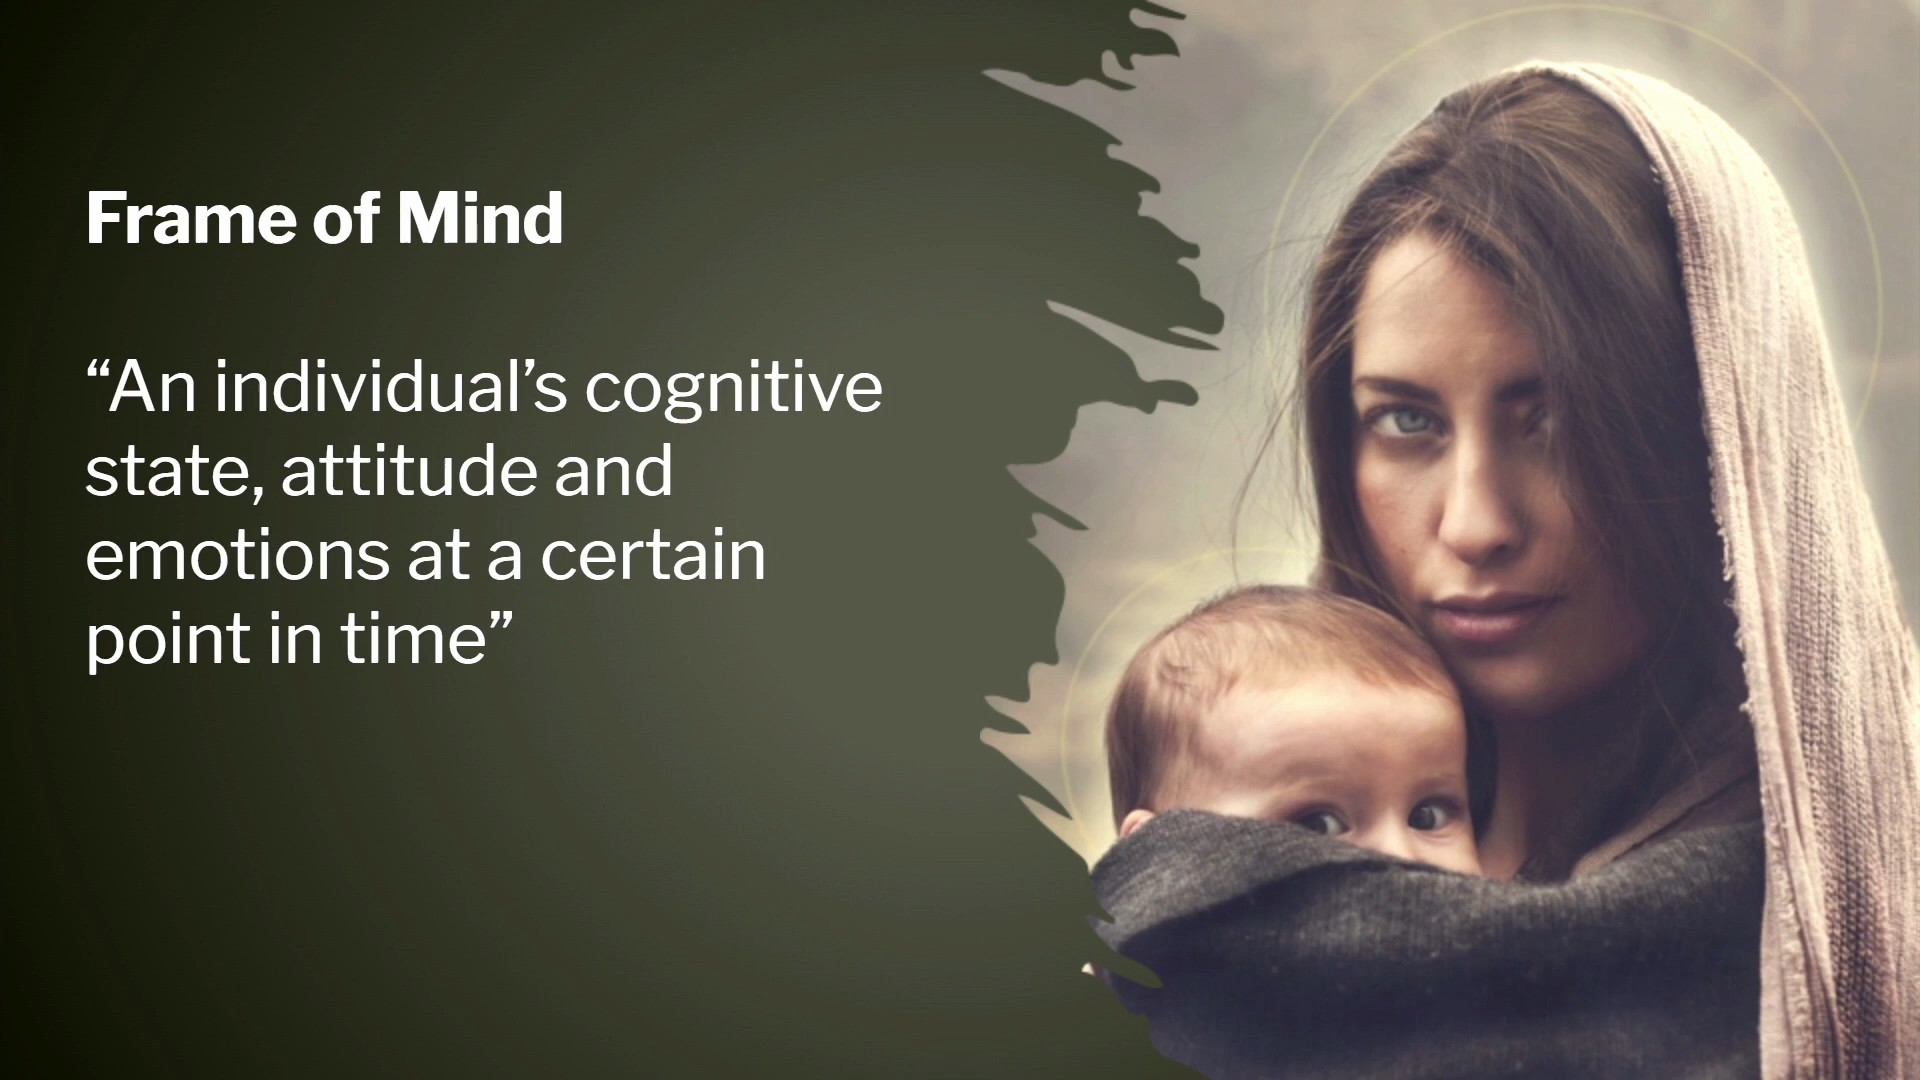 Frame of Mind
“An individual’s cognitive
state, attitude and
emotions at a certain
point in time”